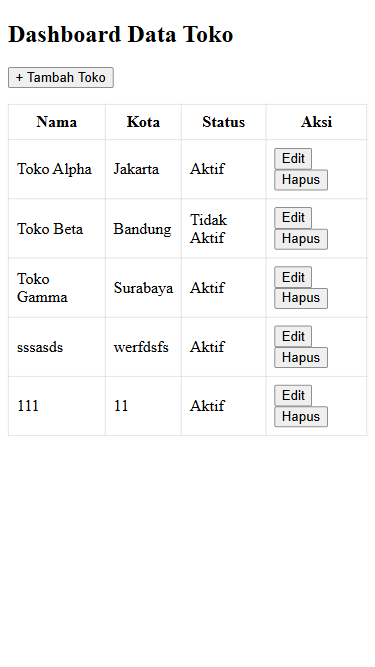 Dashboard Data Toko
+ Tambah Toko
Nama Kota Status Aksi
Toko Alpha Jakarta Aktif Edit
Hapus
Toko Beta Bandung Tidak
Aktif Edit
Hapus
Toko
Gamma Surabaya Aktif Edit
Hapus
sssasds werfdsfs Aktif Edit
Hapus
111 11 Aktif Edit
Hapus